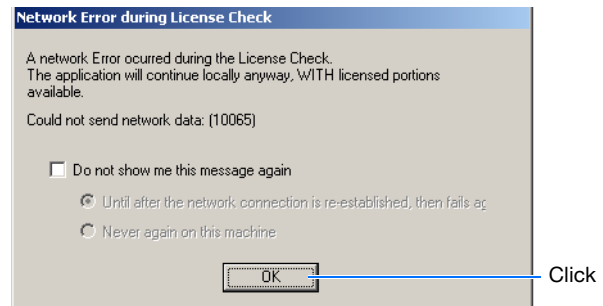 Network Error during License Check
A network Error ocurred during the License Check.
The application will continue locally anyway, WITH licensed portions
available.
Could not send network data: (10065)
Do not show me this message again
Until after the network connection is re-established, then fails ag
Never again on this machine
OK
Click